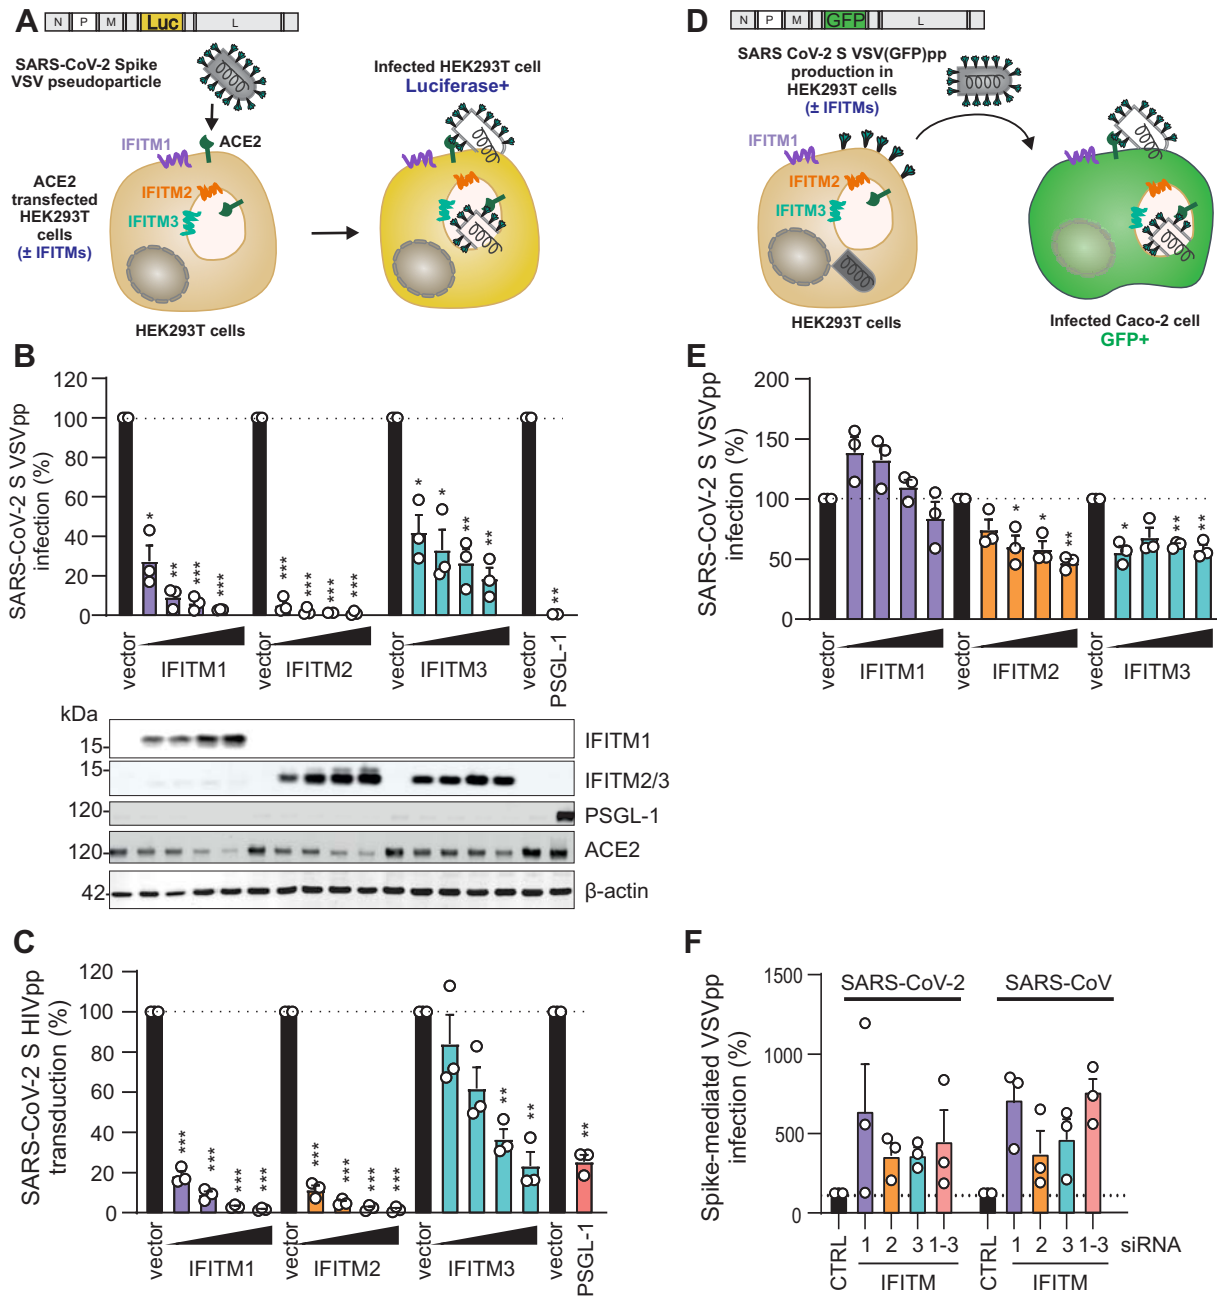 A
N P M Luc L
SARS-CoV-2 Spike
VSV pseudoparticle
Infected HEK293T cell
Luciferase+
IFITM1
ACE2
ACE2
transfected
HEK293T
cells
(± IFITMs)
IFITM2
IFITM3
HEK293T cells
D
N P M GFP L
SARS CoV-2 S VSV(GFP)pp
production in
HEK293T cells
(± IFITMs)
IFITM1
IFITM2
IFITM3
HEK293T cells
Infected Caco-2 cell
GFP+
B
SARS-CoV-2 S VSVpp
infection (%)
120
100
80
60
40
20
0
* ** *** ***
*** *** *** ***
* * ** **
**
vector IFITM1 vector IFITM2 vector IFITM3 vector PSGL-1
kDa
15 IFITM1
15 IFITM2/3
120 PSGL-1
120 ACE2
42 β-actin
C
SARS-CoV-2 S HIVpp
transduction (%)
120
100
80
60
40
20
0
*** *** *** ***
*** *** *** ***
** **
**
vector IFITM1 vector IFITM2 vector IFITM3 vector PSGL-1
E
SARS-CoV-2 S VSVpp
infection (%)
200
150
100
50
0
* * **
* ** **
vector IFITM1 vector IFITM2 vector IFITM3
F
Spike-mediated VSVpp
infection (%)
1500
1000
500
0
SARS-CoV-2 SARS-CoV
CTRL 1 2 3 1-3 CTRL 1 2 3 1-3 siRNA
IFITM IFITM